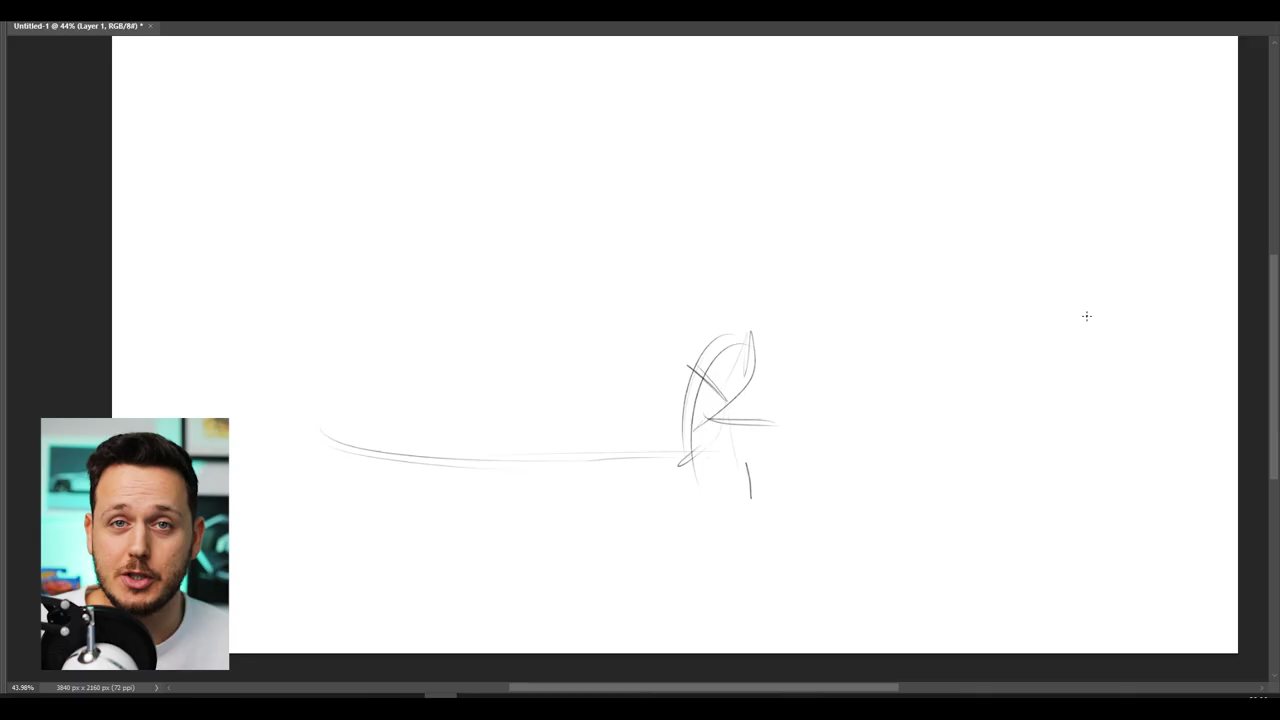 Untitled-1 @ 44% (Layer 1, RGB/8#) *
43.98%
3840 px x 2160 px (72 ppi)